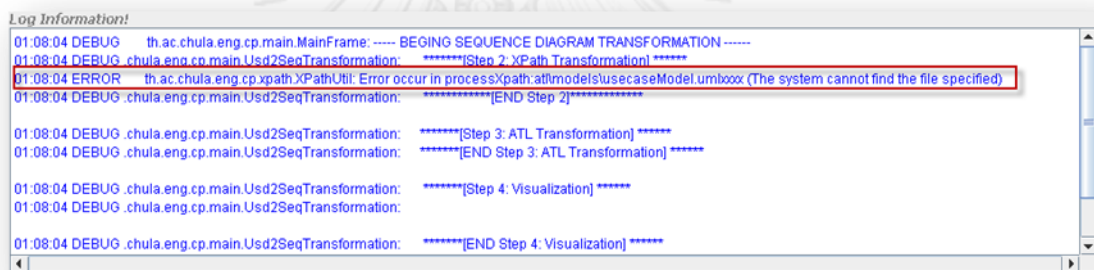 Log Information!
01:08:04 DEBUG th.ac.chula.eng.cp.main.MainFrame: ----- BEGING SEQUENCE DIAGRAM TRANSFORMATION ------
01:08:04 DEBUG .chula.eng.cp.main.Usd2SeqTransformation: *******[Step 2: XPath Transformation] ******
01:08:04 ERROR th.ac.chula.eng.cp.xpath.XPathUtil: Error occur in processXpath:atl\models\usecaseModel.umlxxxx (The system cannot find the file specified)
01:08:04 DEBUG .chula.eng.cp.main.Usd2SeqTransformation: ************[END Step 2]*************
01:08:04 DEBUG .chula.eng.cp.main.Usd2SeqTransformation: *******[Step 3: ATL Transformation] ******
01:08:04 DEBUG .chula.eng.cp.main.Usd2SeqTransformation: *******[END Step 3: ATL Transformation] ******
01:08:04 DEBUG .chula.eng.cp.main.Usd2SeqTransformation: *******[Step 4: Visualization] ******
01:08:04 DEBUG .chula.eng.cp.main.Usd2SeqTransformation:
01:08:04 DEBUG .chula.eng.cp.main.Usd2SeqTransformation: *******[END Step 4: Visualization] ******